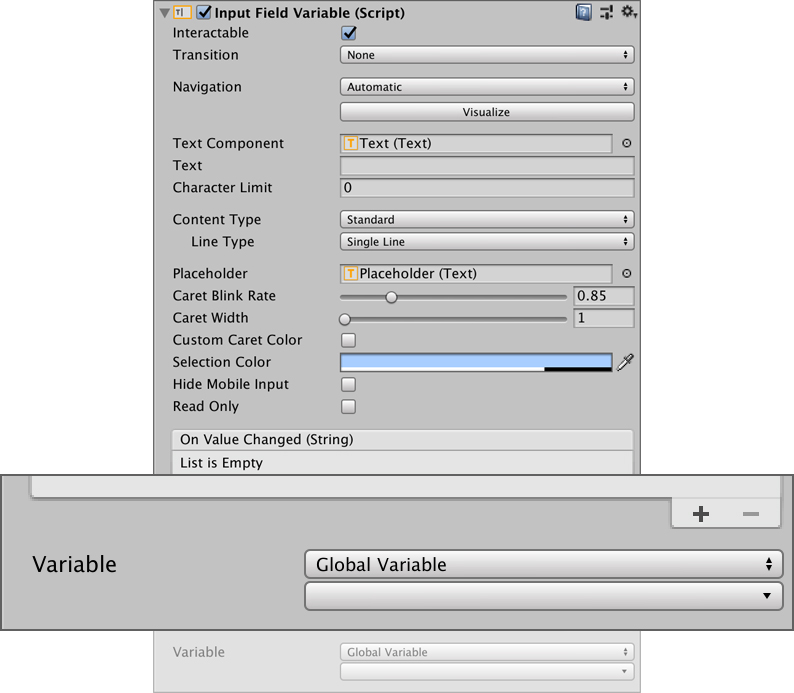 Input Field Variable (Script)
Interactable
Transition None
Navigation Automatic
Visualize
Text Component T Text (Text)
Text
Character Limit 0
Content Type Standard
Line Type Single Line
Placeholder T Placeholder (Text)
Caret Blink Rate 0.85
Caret Width 1
Custom Caret Color
Selection Color
Hide Mobile Input
Read Only
On Value Changed (String)
List is Empty
Variable Global Variable
Variable Global Variable